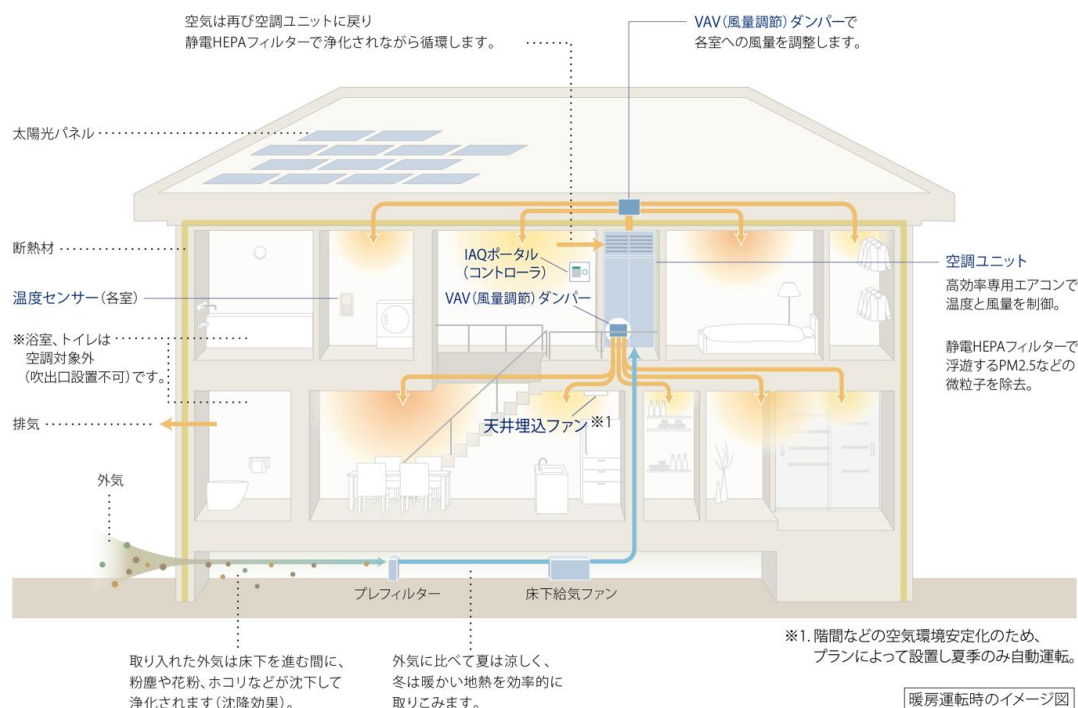 空気は再び空調ユニットに戻り
静電HEPAフィルターで浄化されながら循環します。
VAV(風量調節)ダンパーで
各室への風量を調整します。
太陽光パネル
断熱材
温度センサー(各室)
※浴室、トイレは
空調対象外
(吹出口設置不可)です。
排気
外気
IAQポータル
(コントローラ)
VAV(風量調節)ダンパー
空調ユニット
高効率専用エアコンで
温度と風量を制御。
静電HEPAフィルターで
浮遊するPM2.5などの
微粒子を除去。
天井埋込ファン※1
プレフィルター
床下給気ファン
取り入れた外気は床下を進む間に、
粉塵や花粉、ホコリなどが沈下して
浄化されます(沈降効果)。
外気に比べて夏は涼しく、
冬は暖かい地熱を効率的に
取りこみます。
※1. 階間などの空気環境安定化のため、
プランによって設置し夏季のみ自動運転。
暖房運転時のイメージ図